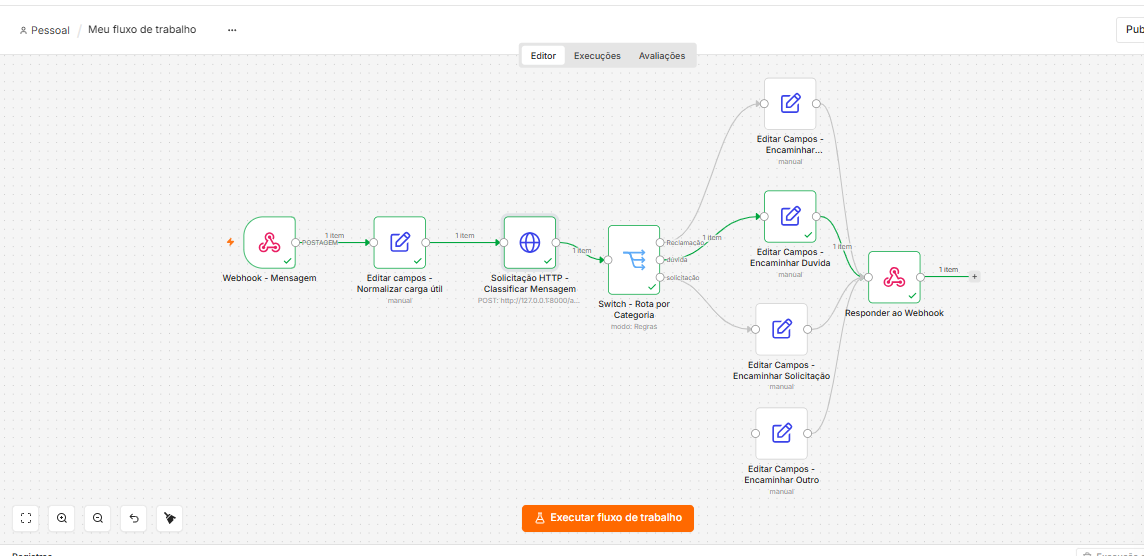 Pessoal / Meu fluxo de trabalho ...
Pub
Editor Execuções Avaliações
Editar Campos -
Encaminhar...
manual
1 item
POSTAGEM
Webhook - Mensagem
1 item
Editar campos -
Normalizar carga útil
manual
Solicitação HTTP -
Classificar Mensagem
POST: http://127.0.0.1:8000/a...
1 item
Reclamação
dúvida
solicitação
Switch - Rota por
Categoria
modo: Regras
1 item
Editar Campos -
Encaminhar Duvida
manual
1 item
Editar Campos -
Encaminhar Solicitação
manual
Editar Campos -
Encaminhar Outro
manual
1 item
+
Responder ao Webhook
Executar fluxo de trabalho